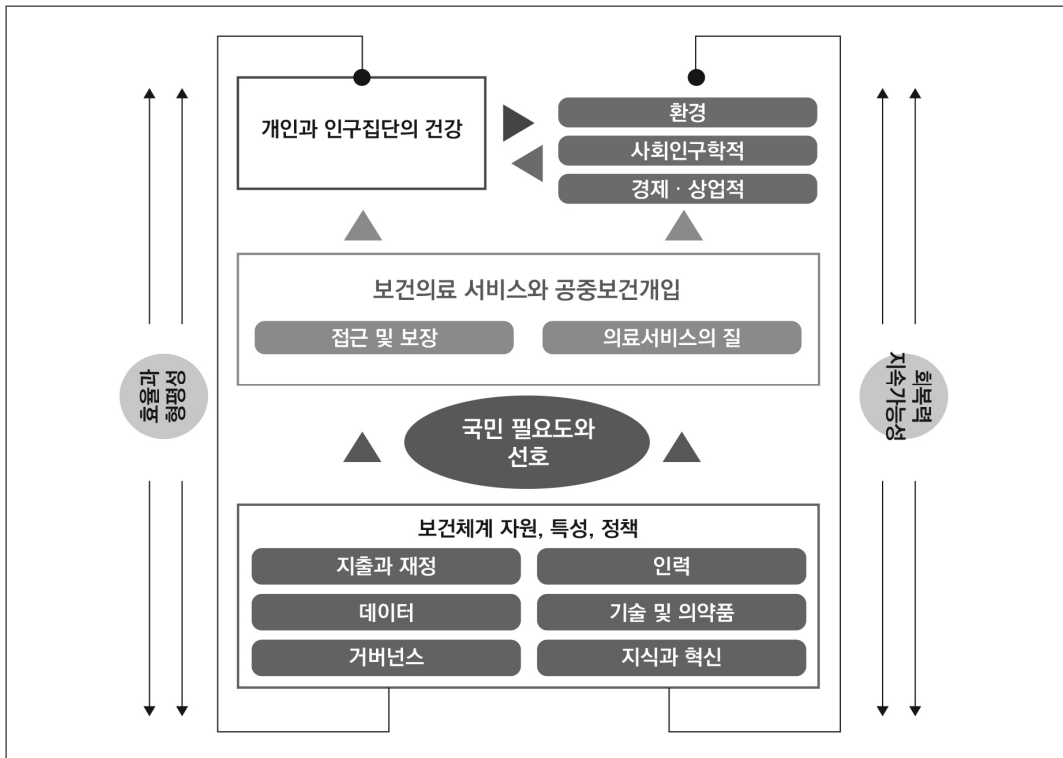 개인과 인구집단의 건강
환경
사회인구학적
경제 · 상업적
보건의료 서비스와 공중보건개입
접근 및 보장
의료서비스의 질
효율과
형평성
회복력
지속가능성
국민 필요도와
선호
보건체계 자원, 특성, 정책
지출과 재정
인력
데이터
기술 및 의약품
거버넌스
지식과 혁신